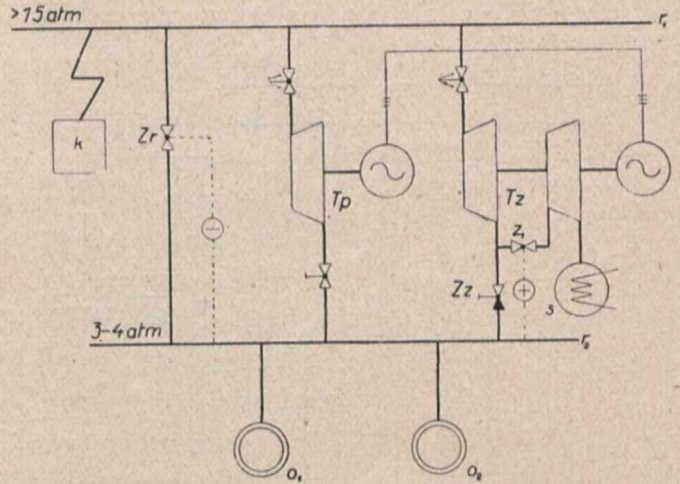 >15 atm
r₁
k
Zr
Tp
Tz
Z₁
Zz
s
3-4 atm
r₂
O₁
O₂